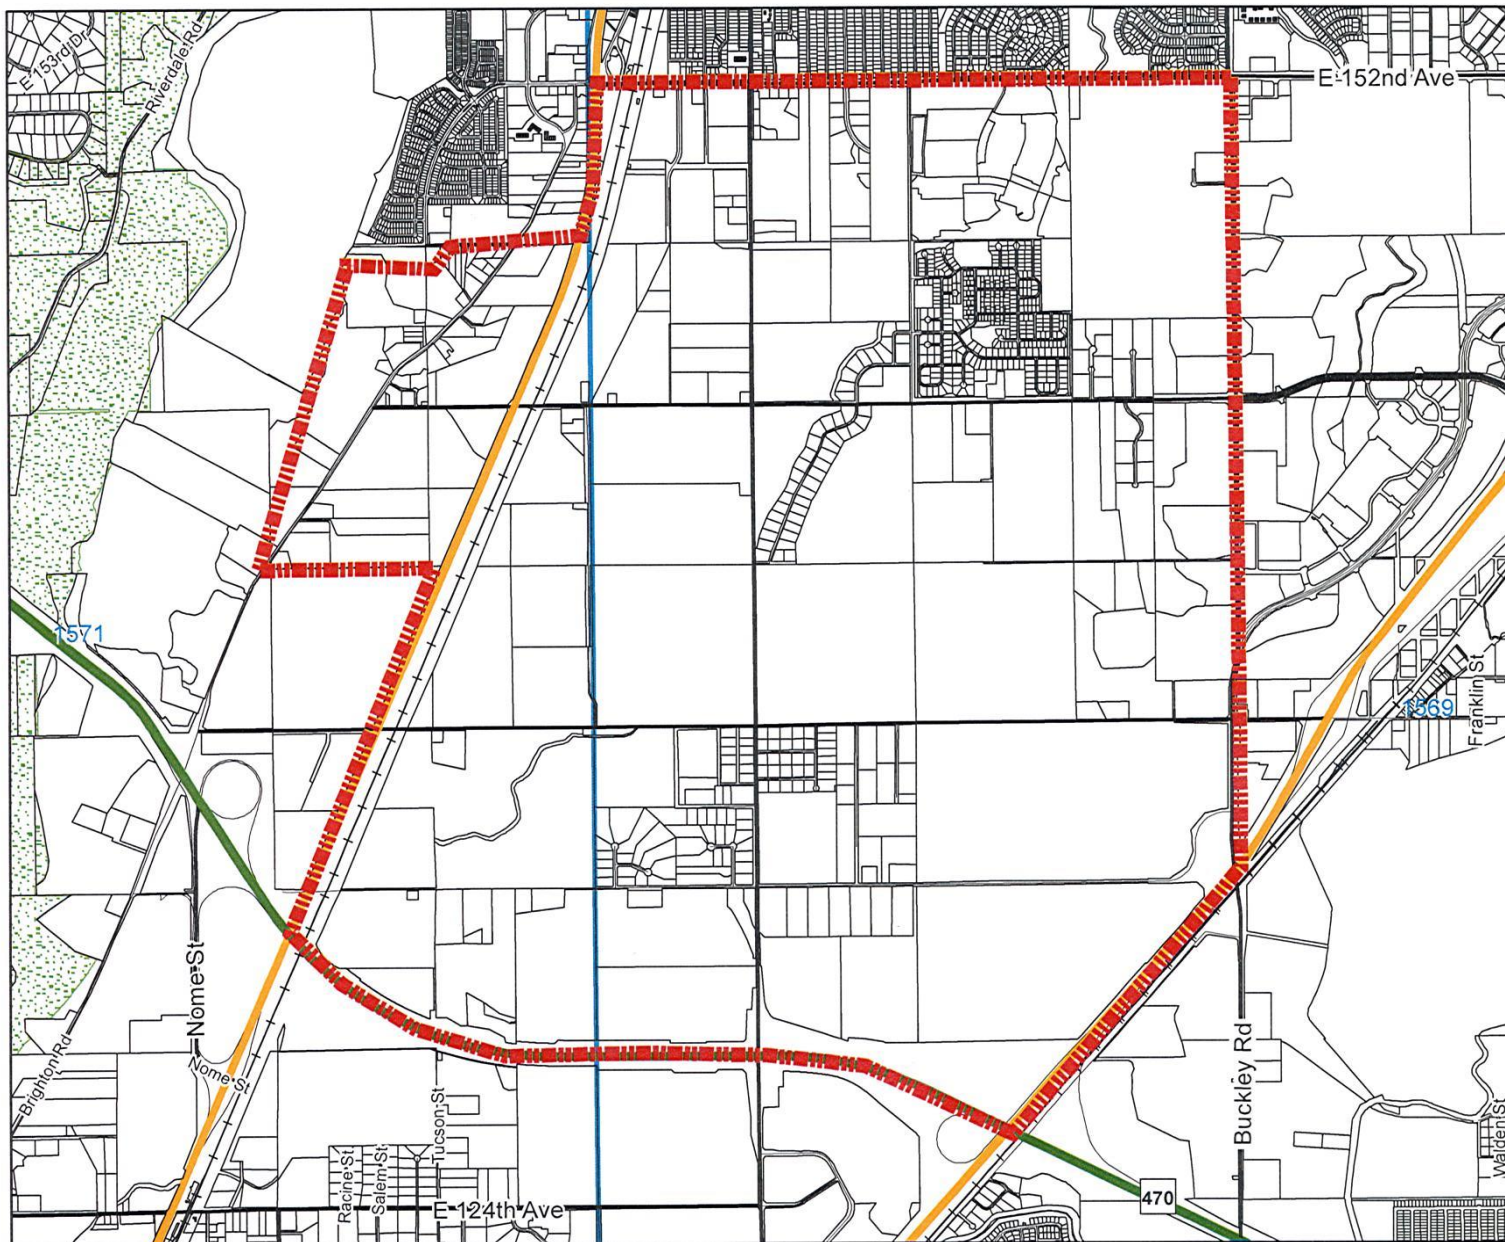 E 153rd Dr
Riverdale Rd
E 152nd Ave
1571
1569
Franklin St
Nome St
Nome St
Brighton Rd
Tucson St
Racine St
Salem St
E 124th Ave
Buckley Rd
470
Walden St